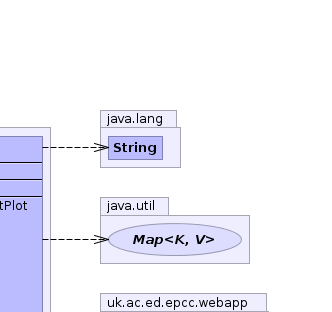 java.lang
String
tPlot
java.util
Map<K, V>
uk.ac.ed.epcc.webapp